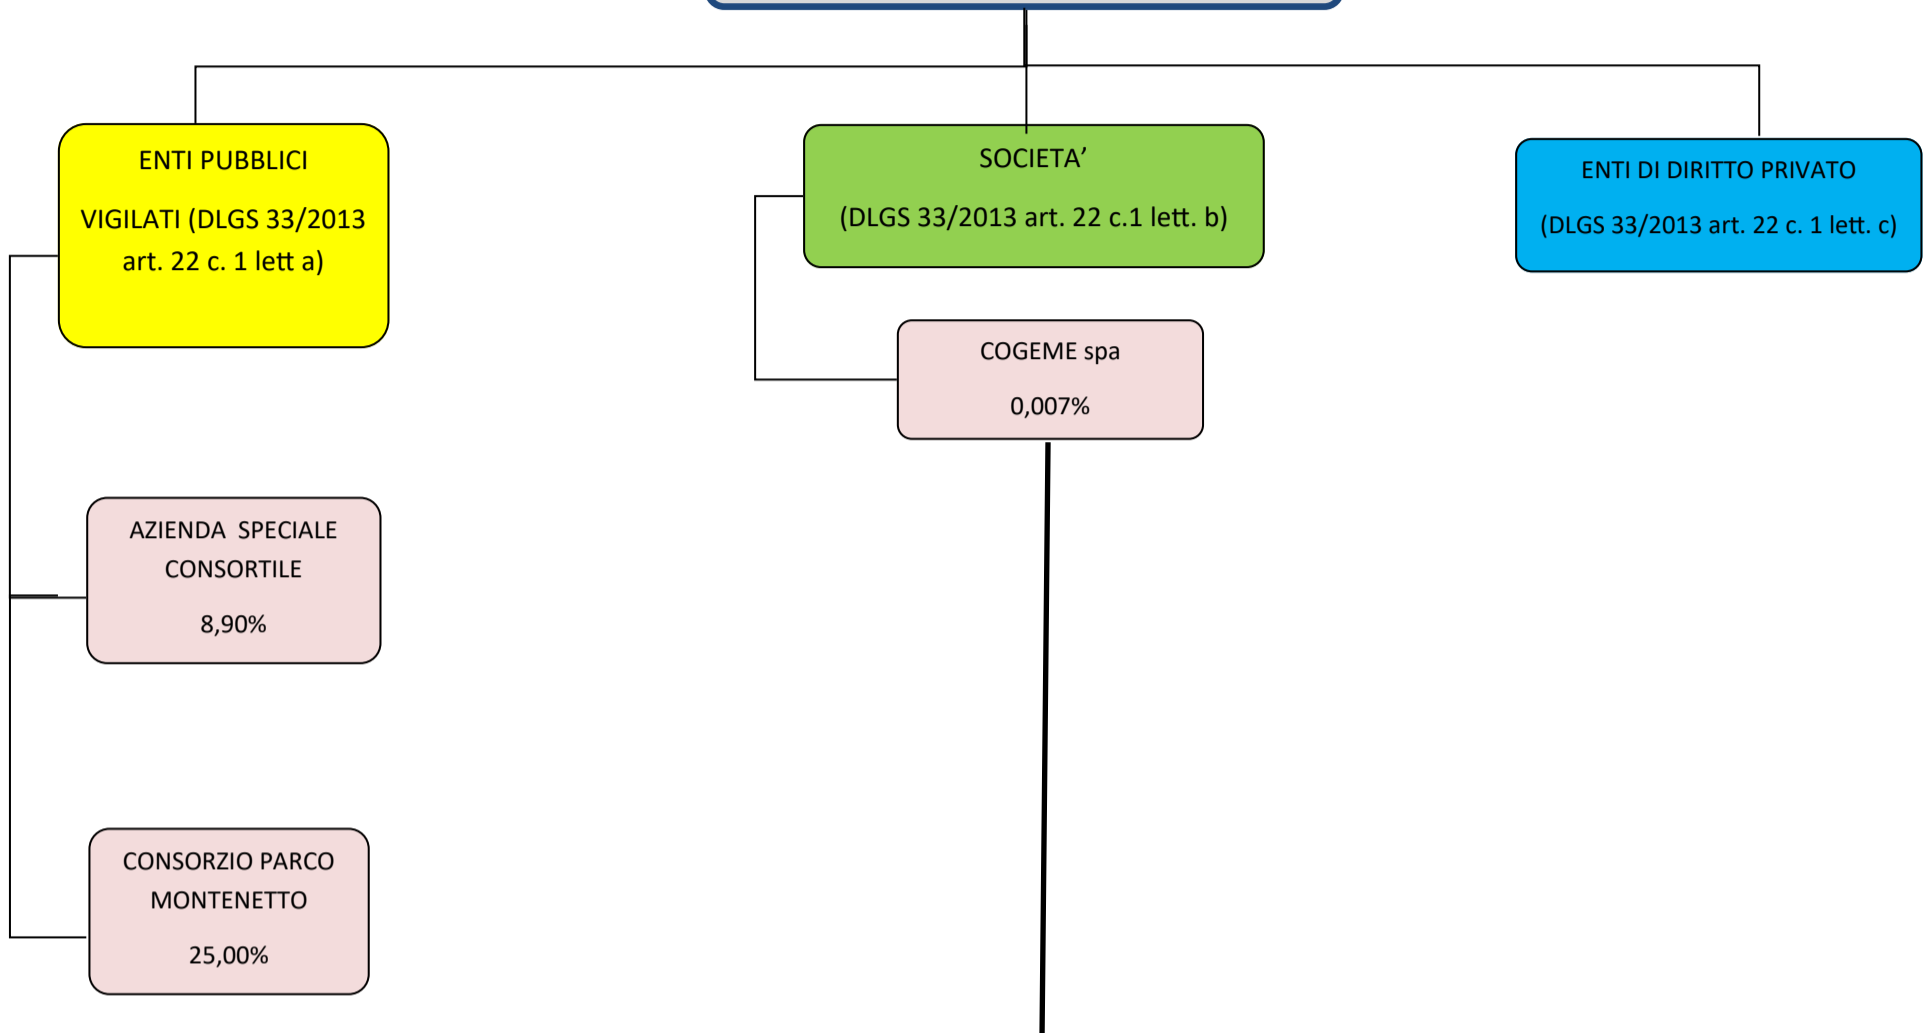 ENTI PUBBLICI
VIGILATI (DLGS 33/2013
art. 22 c. 1 lett a)
SOCIETA’
(DLGS 33/2013 art. 22 c.1 lett. b)
ENTI DI DIRITTO PRIVATO
(DLGS 33/2013 art. 22 c. 1 lett. c)
COGEME spa
0,007%
AZIENDA  SPECIALE
CONSORTILE
8,90%
CONSORZIO PARCO
MONTENETTO
25,00%